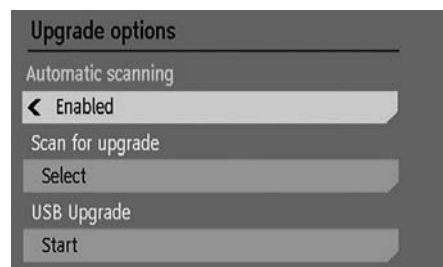 Upgrade options
Automatic scanning
Enabled
Scan for upgrade
Select
USB Upgrade
Start